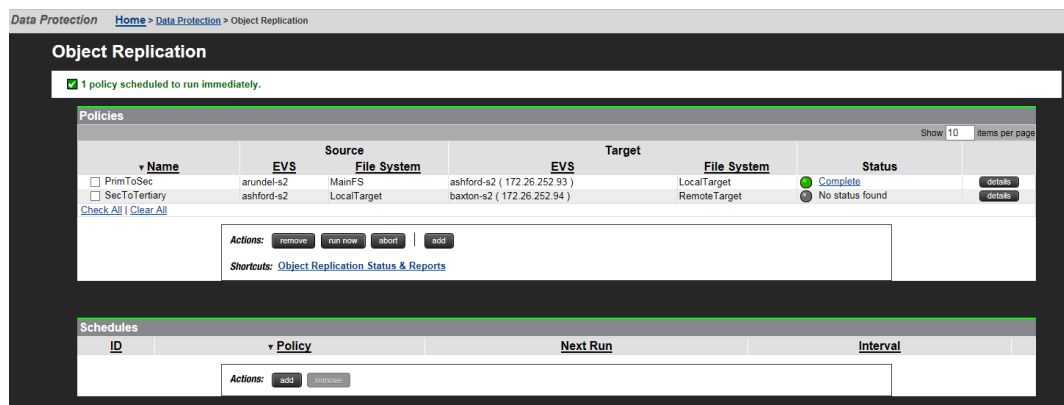 Data Protection Home > Data Protection > Object Replication
Object Replication
1 policy scheduled to run immediately.
Policies
Show 10 items per page
Source Target
▼ Name EVS File System EVS File System Status
PrimToSec arundel-s2 MainFS ashford-s2 ( 172.26.252.93 ) LocalTarget Complete details
SecToTertiary ashford-s2 LocalTarget baxton-s2 ( 172.26.252.94 ) RemoteTarget No status found details
Check All | Clear All
Actions: remove run now abort | add
Shortcuts: Object Replication Status & Reports
Schedules
ID ▼ Policy Next Run Interval
Actions: add remove